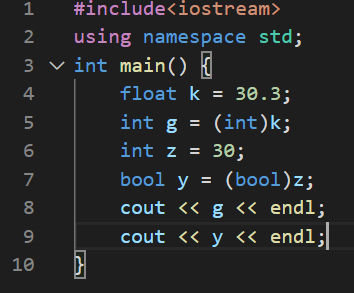 1 #include<iostream>
2 using namespace std;
3 int main() {
4 float k = 30.3;
5 int g = (int)k;
6 int z = 30;
7 bool y = (bool)z;
8 cout << g << endl;
9 cout << y << endl;
10 }